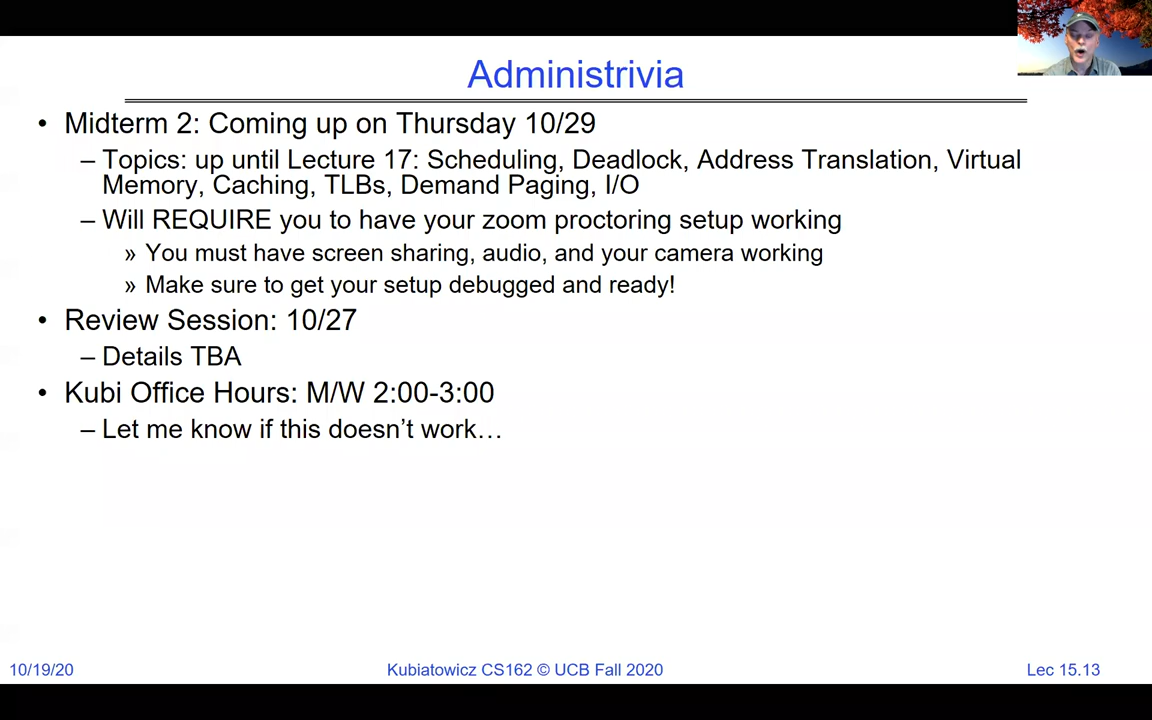 Administrivia
• Midterm 2: Coming up on Thursday 10/29
– Topics: up until Lecture 17: Scheduling, Deadlock, Address Translation, Virtual
Memory, Caching, TLBs, Demand Paging, I/O
– Will REQUIRE you to have your zoom proctoring setup working
» You must have screen sharing, audio, and your camera working
» Make sure to get your setup debugged and ready!
• Review Session: 10/27
– Details TBA
• Kubi Office Hours: M/W 2:00-3:00
– Let me know if this doesn’t work…
10/19/20
Kubiatowicz CS162 © UCB Fall 2020
Lec 15.13